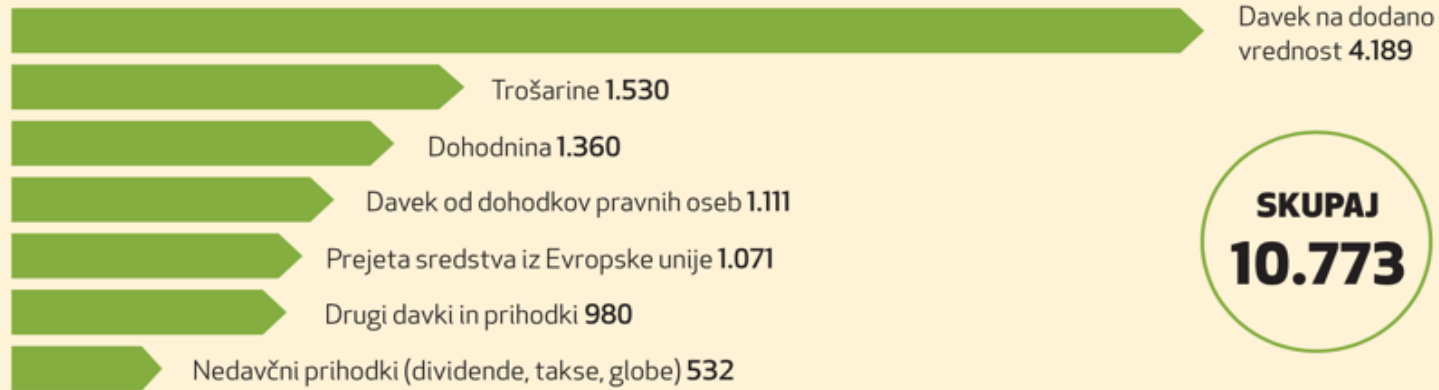 Davek na dodano
vrednost 4.189
Trošarine 1.530
Dohodnina 1.360
Davek od dohodkov pravnih oseb 1.111
Prejeta sredstva iz Evropske unije 1.071
Drugi davki in prihodki 980
Nedavčni prihodki (dividende, takse, globe) 532
SKUPAJ
10.773